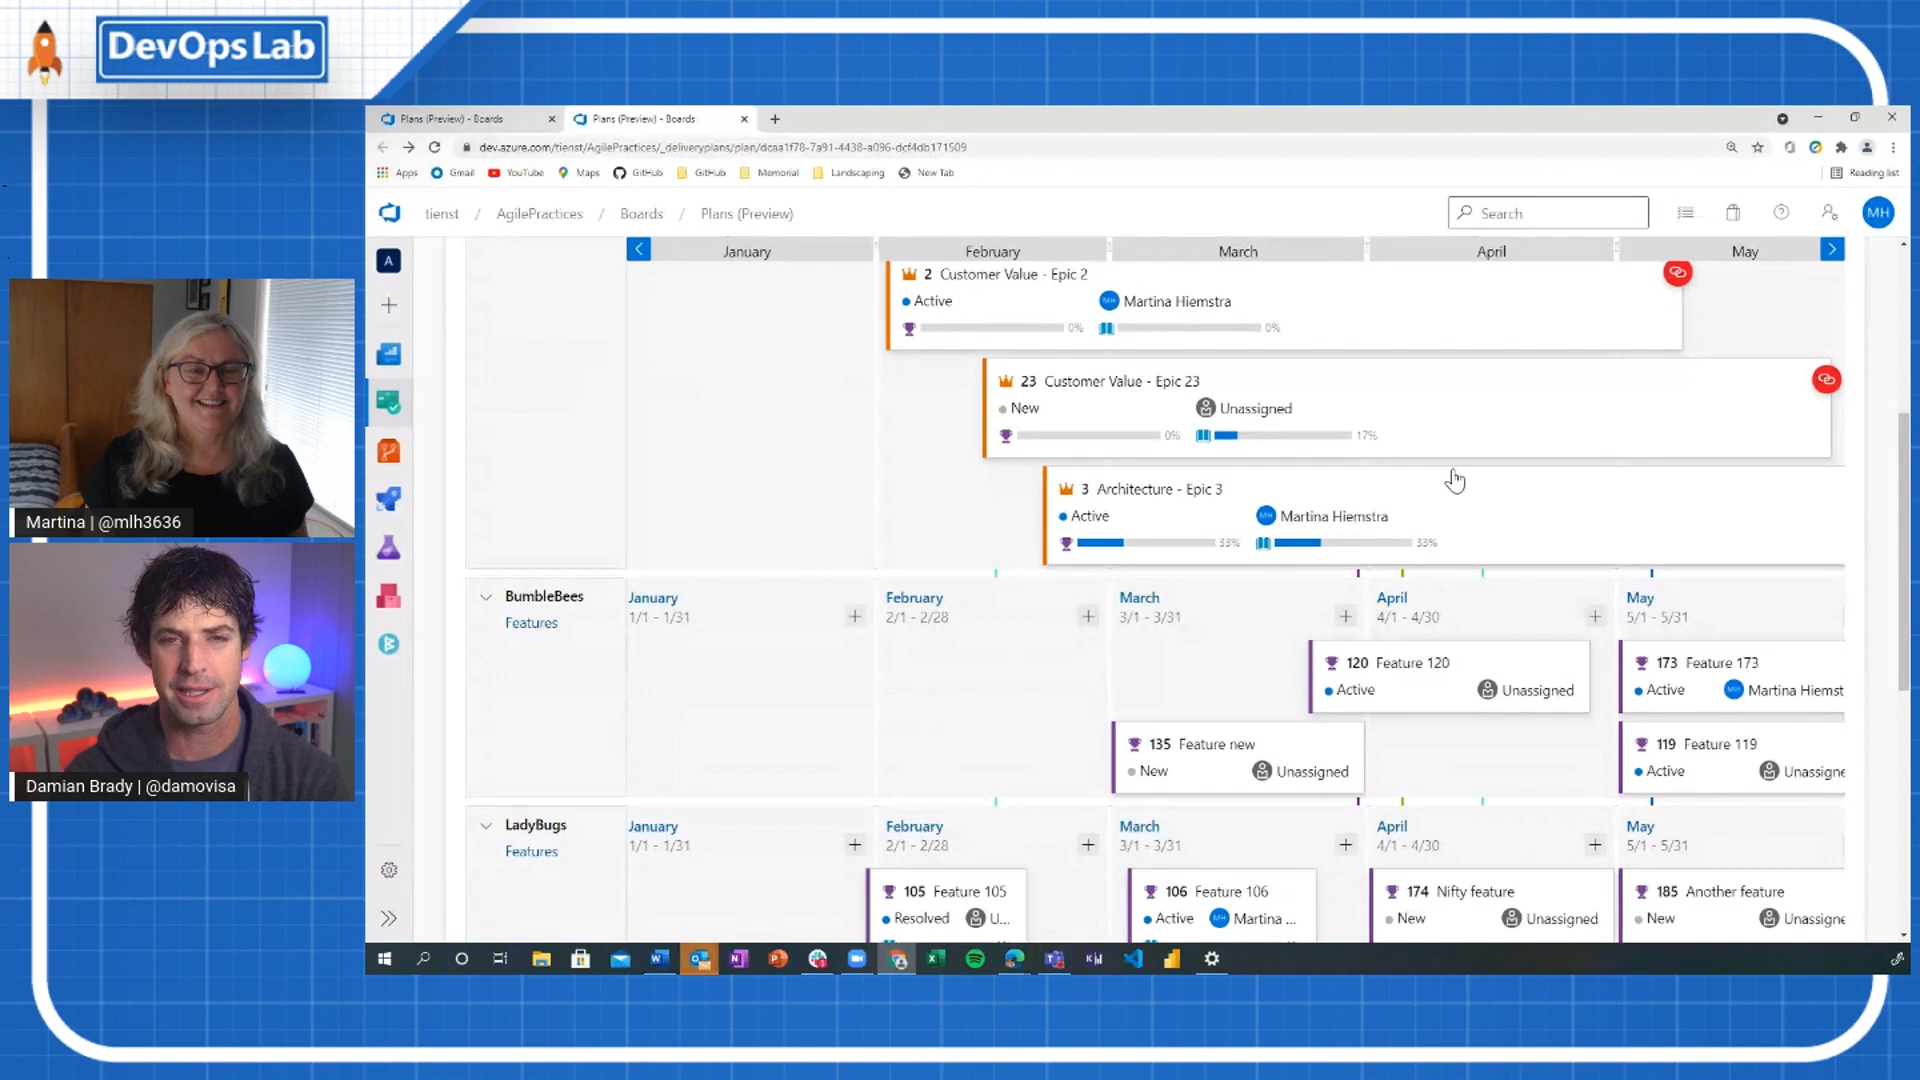 DevOps Lab
Plans (Preview) - Boards
Plans (Preview) - Boards
dev.azure.com/tienst/AgilePractices/_deliveryplans/plan/dcaa1f78-7a91-4438-a096-dcf4db171509
Apps Gmail YouTube Maps GitHub GitHub Memorial Landscaping New Tab Reading list
tienst / AgilePractices / Boards / Plans (Preview)
Search
MH
A
January February March April May
2 Customer Value - Epic 2
Active MH Martina Hiemstra
0% 0%
23 Customer Value - Epic 23
New Unassigned
0% 17%
3 Architecture - Epic 3
Active MH Martina Hiemstra
33% 33%
BumbleBees
Features
January February March April May
1/1 - 1/31 2/1 - 2/28 3/1 - 3/31 4/1 - 4/30 5/1 - 5/31
120 Feature 120
Active Unassigned
173 Feature 173
Active MH Martina Hiemst
135 Feature new
New Unassigned
119 Feature 119
Active Unassigne
LadyBugs
Features
January February March April May
1/1 - 1/31 2/1 - 2/28 3/1 - 3/31 4/1 - 4/30 5/1 - 5/31
105 Feature 105
Resolved U...
106 Feature 106
Active MH Martina ...
174 Nifty feature
New Unassigned
185 Another feature
New Unassigne
Martina | @mlh3636
Damian Brady | @damovisa